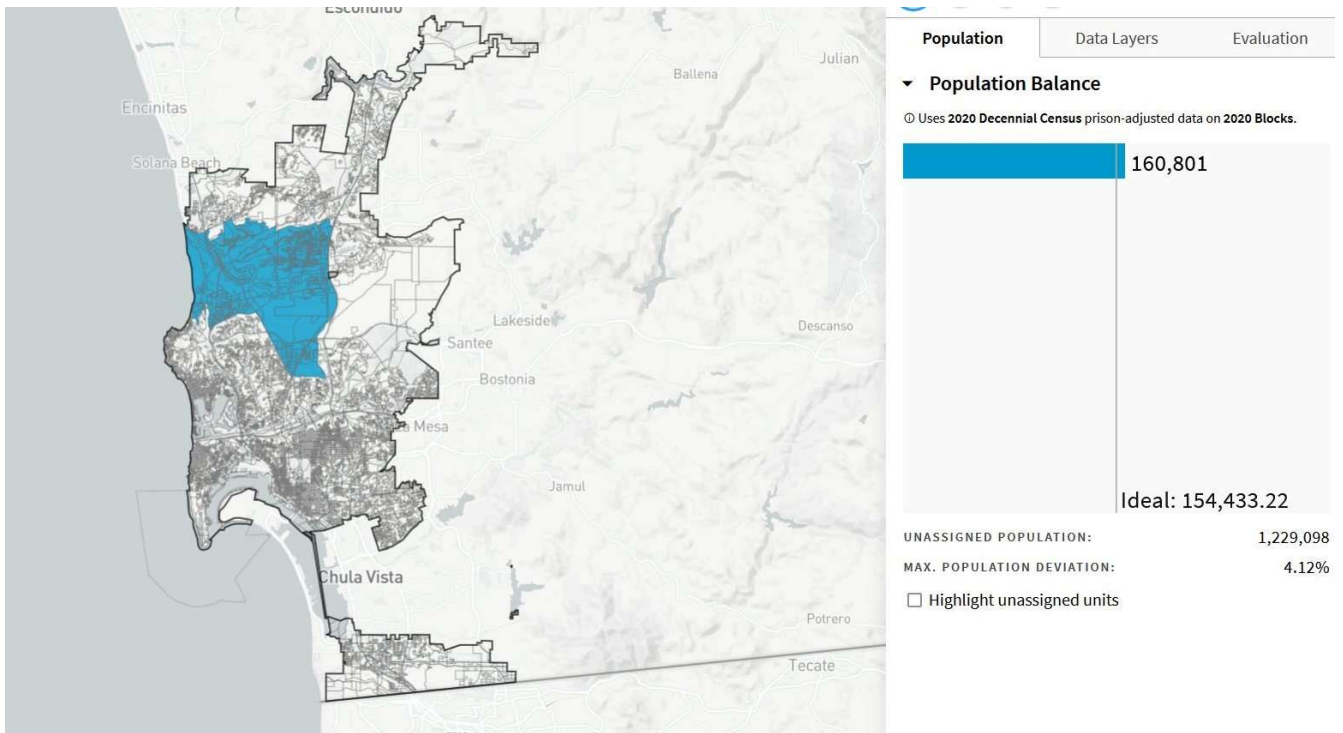 Escondido
Julian
Ballena
Encinitas
Solana Beach
Lakeside
Descanso
Santee
Bostonia
Mesa
Jamul
Chula Vista
Potrero
Tecate
Population Data Layers Evaluation
Population Balance
Uses 2020 Decennial Census prison-adjusted data on 2020 Blocks.
160,801
Ideal: 154,433.22
UNASSIGNED POPULATION: 1,229,098
MAX. POPULATION DEVIATION: 4.12%
Highlight unassigned units